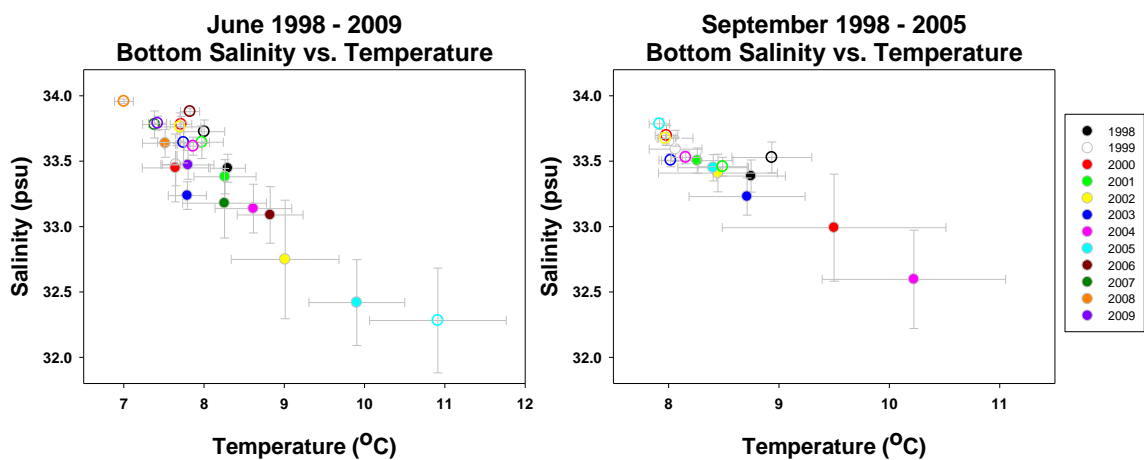 June 1998 - 2009
Bottom Salinity vs. Temperature
Salinity (psu)
34.0
33.5
33.0
32.5
32.0
7 8 9 10 11 12
Temperature (°C)
September 1998 - 2005
Bottom Salinity vs. Temperature
Salinity (psu)
34.0
33.5
33.0
32.5
32.0
8 9 10 11
Temperature (°C)
1998
1999
2000
2001
2002
2003
2004
2005
2006
2007
2008
2009